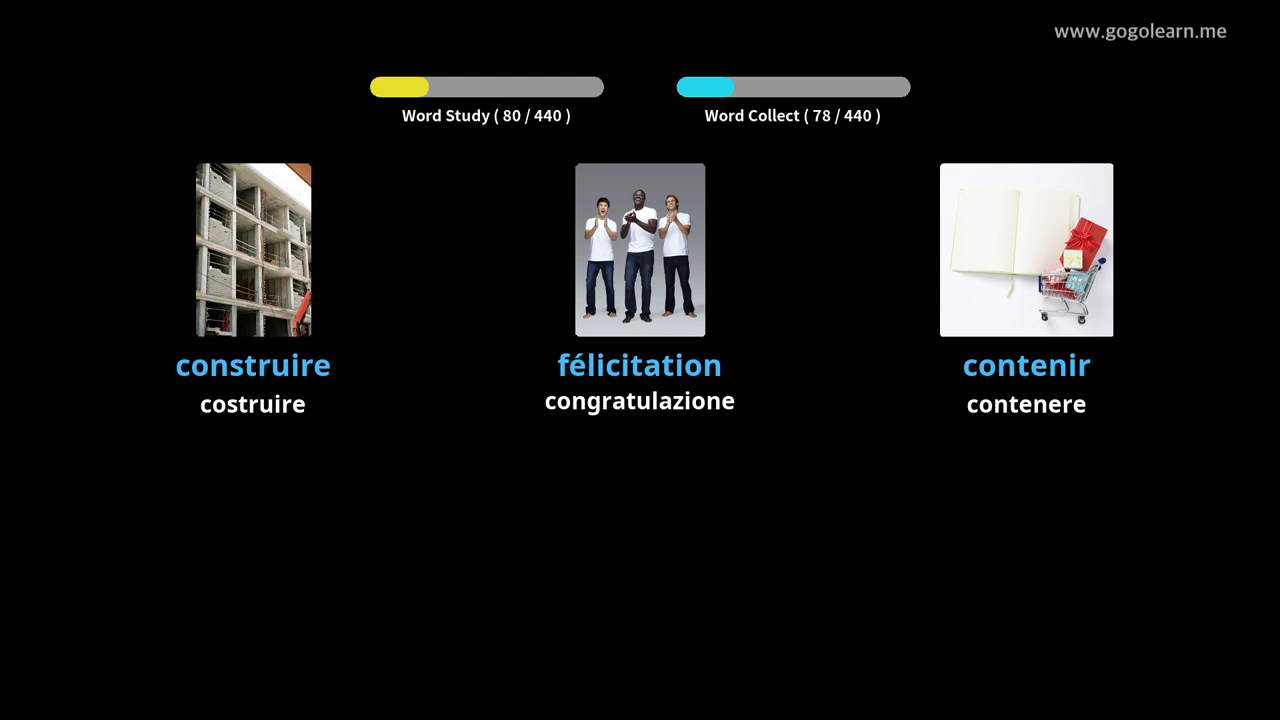 www.gogolearn.me
Word Study ( 80 / 440 )
Word Collect ( 78 / 440 )
construire
costruire
félicitation
congratulazione
contenir
contenere